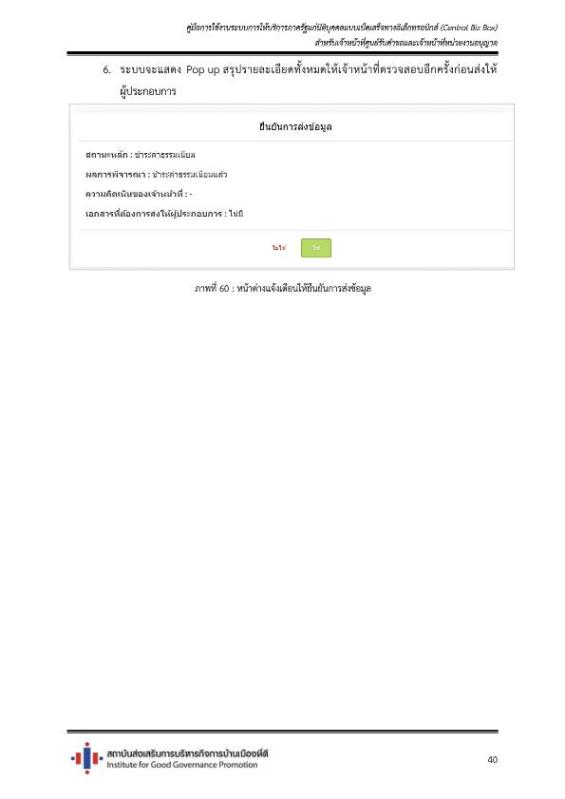 คู่มือการใช้งานระบบการให้บริการภาครัฐแก่นิติบุคคลแบบเบ็ดเสร็จทางอิเล็กทรอนิกส์ (Central Biz Box)
สำหรับเจ้าหน้าที่ศูนย์รับคำขอและเจ้าหน้าที่หน่วยงานอนุญาต
6. ระบบจะแสดง Pop up สรุปรายละเอียดทั้งหมดให้เจ้าหน้าที่ตรวจสอบอีกครั้งก่อนส่งให้
ผู้ประกอบการ
ยืนยันการส่งข้อมูล
สถานะหลัก : ชำระค่าธรรมเนียม
ผลการพิจารณา : ชำระค่าธรรมเนียมแล้ว
ความคิดเห็นของเจ้าหน้าที่ : -
เอกสารที่ต้องการส่งให้ผู้ประกอบการ : ไม่มี
ไม่ใช่ ใช่
ภาพที่ 60 : หน้าต่างแจ้งเตือนให้ยืนยันการส่งข้อมูล
สถาบันส่งเสริมการบริหารกิจการบ้านเมืองที่ดี
Institute for Good Governance Promotion
40